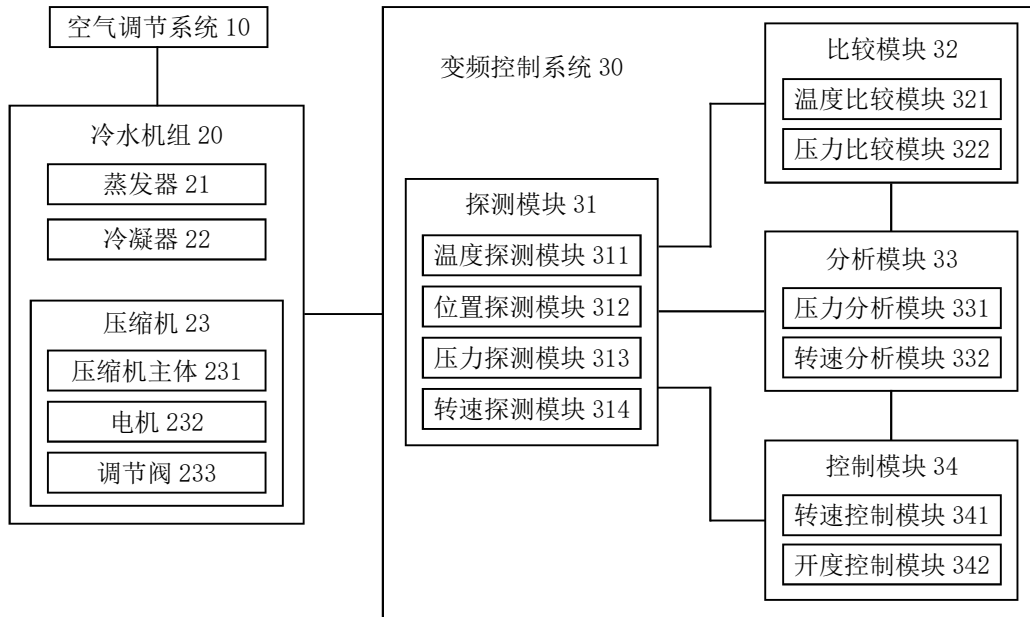 空气调节系统 10
冷水机组 20
蒸发器 21
冷凝器 22
压缩机 23
压缩机主体 231
电机 232
调节阀 233
变频控制系统 30
探测模块 31
温度探测模块 311
位置探测模块 312
压力探测模块 313
转速探测模块 314
比较模块 32
温度比较模块 321
压力比较模块 322
分析模块 33
压力分析模块 331
转速分析模块 332
控制模块 34
转速控制模块 341
开度控制模块 342